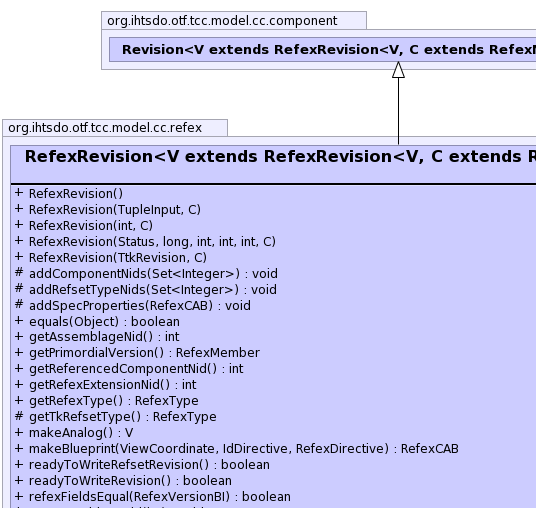 org.ihtsdo.otf.tcc.model.cc.component
Revision<V extends RefexRevision<V, C extends RefexM
org.ihtsdo.otf.tcc.model.cc.refex
RefexRevision<V extends RefexRevision<V, C extends R
+ RefexRevision()
+ RefexRevision(TupleInput, C)
+ RefexRevision(int, C)
+ RefexRevision(Status, long, int, int, int, C)
+ RefexRevision(TtkRevision, C)
# addComponentNids(Set<Integer>) : void
# addRefsetTypeNids(Set<Integer>) : void
# addSpecProperties(RefexCAB) : void
+ equals(Object) : boolean
+ getAssemblageNid() : int
+ getPrimordialVersion() : RefexMember
+ getReferencedComponentNid() : int
+ getRefexExtensionNid() : int
+ getRefexType() : RefexType
# getTkRefsetType() : RefexType
+ makeAnalog() : V
+ makeBlueprint(ViewCoordinate, IdDirective, RefexDirective) : RefexCAB
+ readyToWriteRefsetRevision() : boolean
+ readyToWriteRevision() : boolean
+ refexFieldsEqual(RefexVersionBI) : boolean